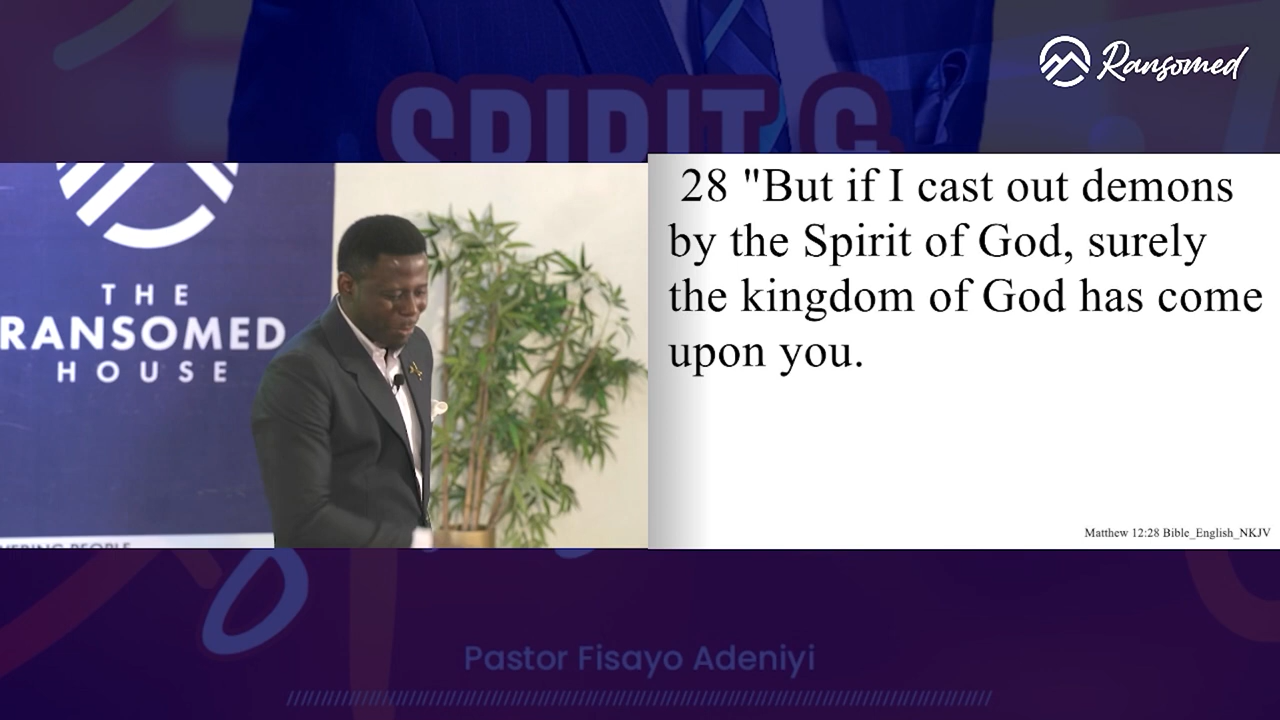 Ransomed
SPIRIT
THE
RANSOMED
HOUSE
28 "But if I cast out demons
by the Spirit of God, surely
the kingdom of God has come
upon you.
Matthew 12:28 Bible_English_NKJV
Pastor Fisayo Adeniyi